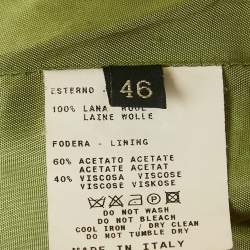 ESTERNO -
46
100% LANA WOOL
LAINE WOLLE
FODERA - LINING
60% ACETATO ACETATE
ACETATE ACETAT
40% VISCOSA VISCOSE
VISCOSE VISKOSE
DO NOT WASH
DO NOT BLEACH
COOL IRON / DRY CLEAN
DO NOT TUMBLE DRY
MADE IN ITALY